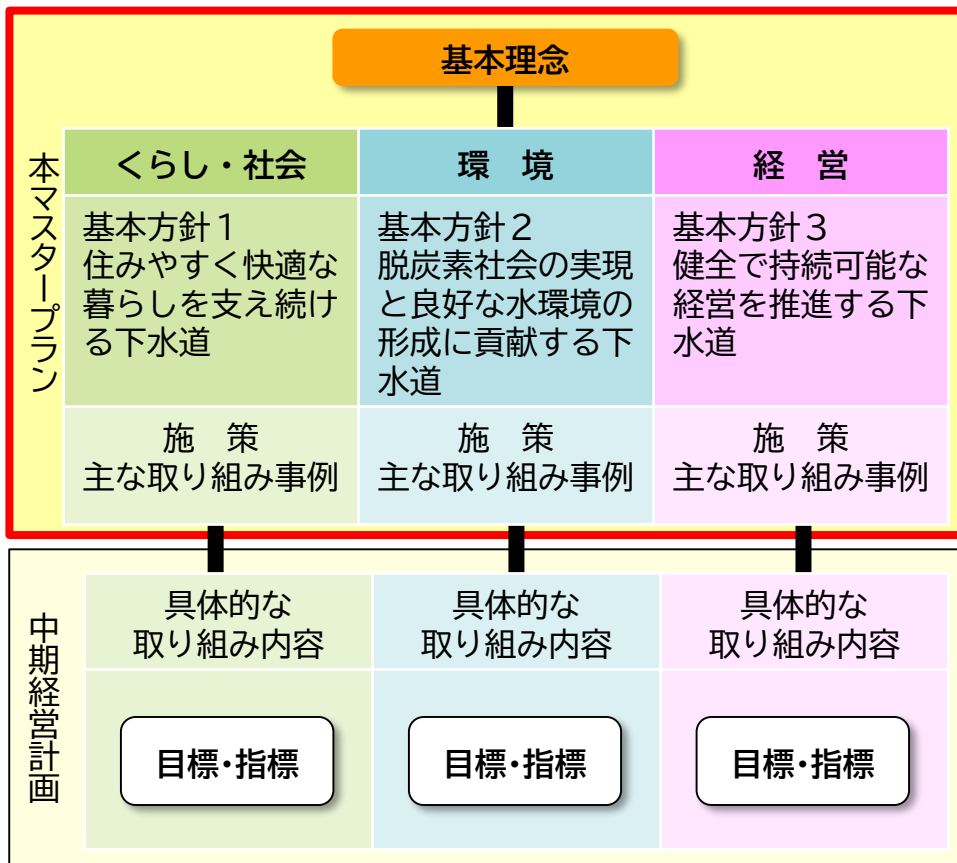 基本理念
本マスタープラン
くらし・社会
環　境
経　営
基本方針１
住みやすく快適な
暮らしを支え続け
る下水道
基本方針２
脱炭素社会の実現
と良好な水環境の
形成に貢献する下
水道
基本方針３
健全で持続可能な
経営を推進する下
水道
施　策
主な取り組み事例
施　策
主な取り組み事例
施　策
主な取り組み事例
中期経営計画
具体的な
取り組み内容
具体的な
取り組み内容
具体的な
取り組み内容
目標・指標
目標・指標
目標・指標